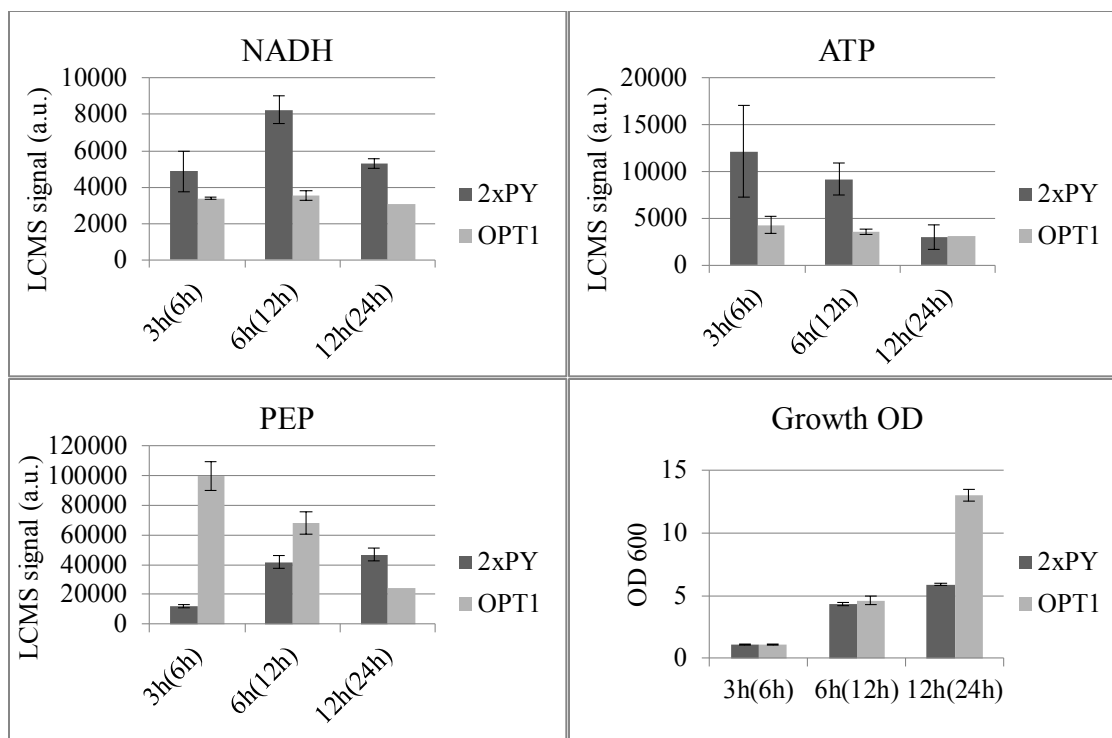 NADH
LCMS signal (a.u.)
10000
8000
6000
4000
2000
0
3h(6h)
6h(12h)
12h(24h)
2xPY
OPT1
ATP
LCMS signal (a.u.)
20000
15000
10000
5000
0
3h(6h)
6h(12h)
12h(24h)
2xPY
OPT1
PEP
LCMS signal (a.u.)
120000
100000
80000
60000
40000
20000
0
3h(6h)
6h(12h)
12h(24h)
2xPY
OPT1
Growth OD
OD 600
15
10
5
0
3h(6h) 6h(12h) 12h(24h)
2xPY
OPT1